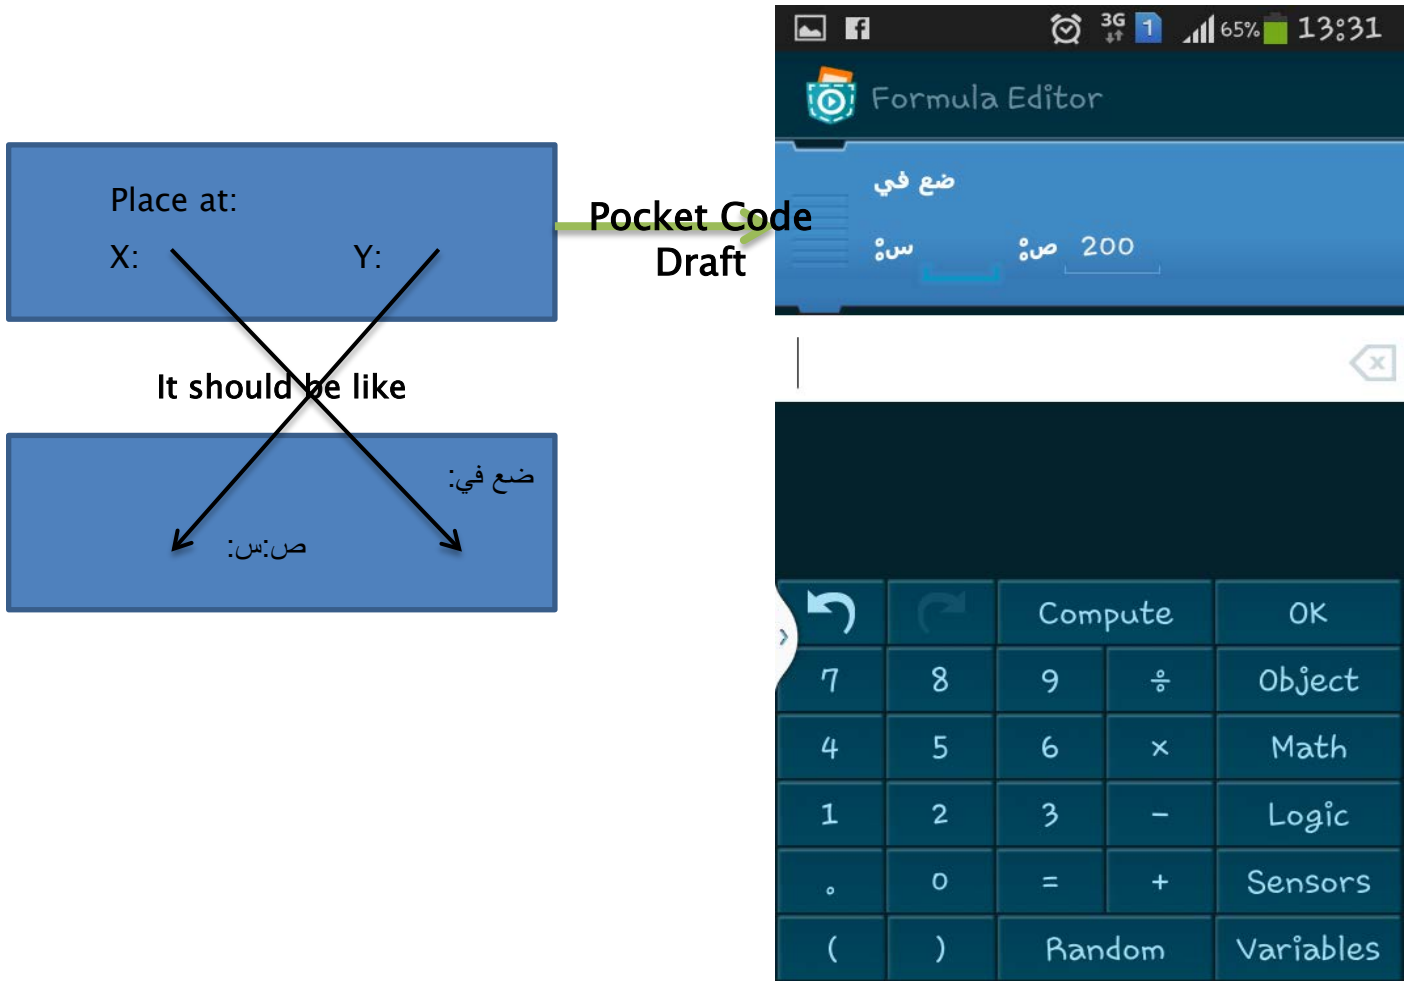 Place at:
X: Y:
It should be like
ضع في:
ص:س:
Pocket Code
Draft
3G 1 65% 13:31
Formula Editor
ضع في
س: ص: 200
Compute OK
7 8 9 ÷ Object
4 5 6 × Math
1 2 3 − Logic
. 0 = + Sensors
( ) Random Variables